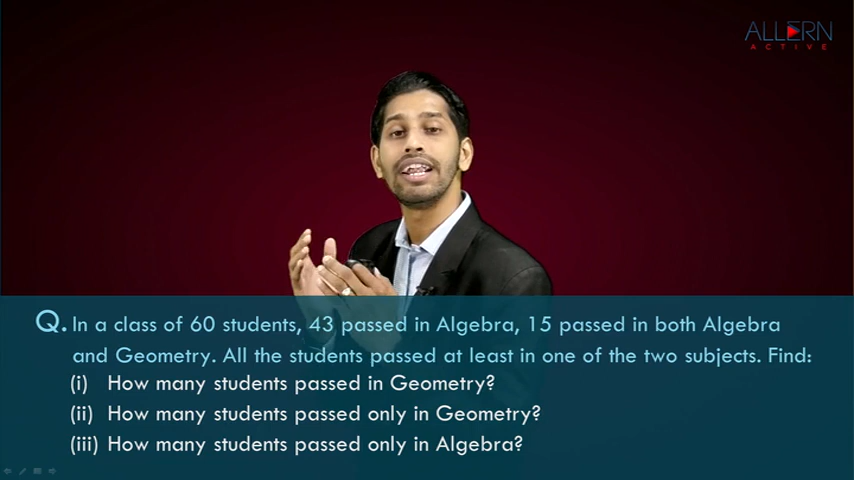 ALLERN
ACTIVE
Q. In a class of 60 students, 43 passed in Algebra, 15 passed in both Algebra
and Geometry. All the students passed at least in one of the two subjects. Find:
(i) How many students passed in Geometry?
(ii) How many students passed only in Geometry?
(iii) How many students passed only in Algebra?